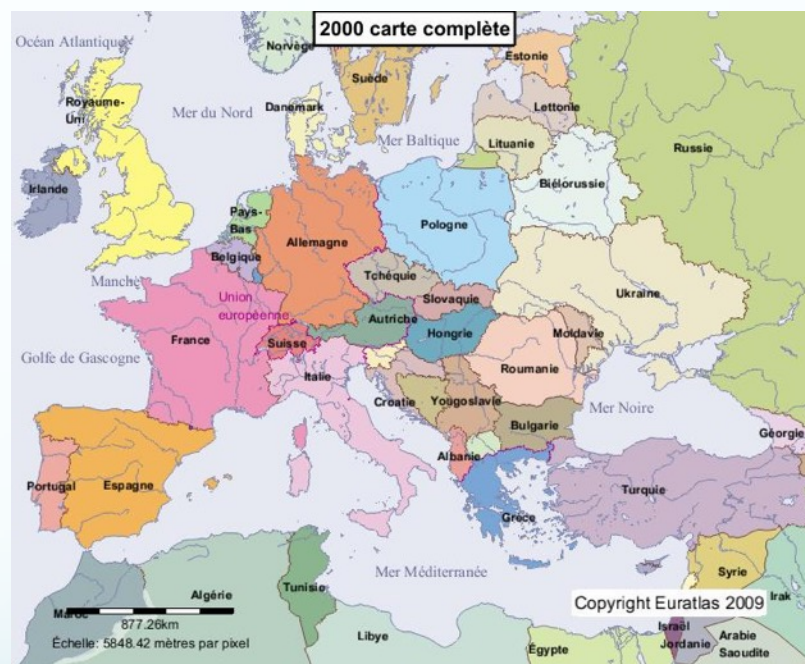 2000 carte complète
Océan Atlantique
Norvège
Suède
Estonie
Royaume-
Uni
Mer du Nord
Danemark
Lettonie
Mer Baltique
Lituanie
Russie
Irlande
Biélorussie
Pays-
Bas
Pologne
Allemagne
Belgique
Manche
Tchéquie
Ukraine
Union
européenne
Slovaquie
Autriche
Hongrie
Moldavie
France
Suisse
Golfe de Gascogne
Italie
Roumanie
Croatie
Yougoslavie
Mer Noire
Bulgarie
Géorgie
Albanie
Portugal
Espagne
Turquie
Grèce
Mer Méditerranée
Syrie
Tunisie
Algérie
Irak
Maroc
Copyright Euratlas 2009
877.26km
Échelle: 5848.42 mètres par pixel
Libye
Égypte
Israël
Jordanie
Arabie
Saoudite